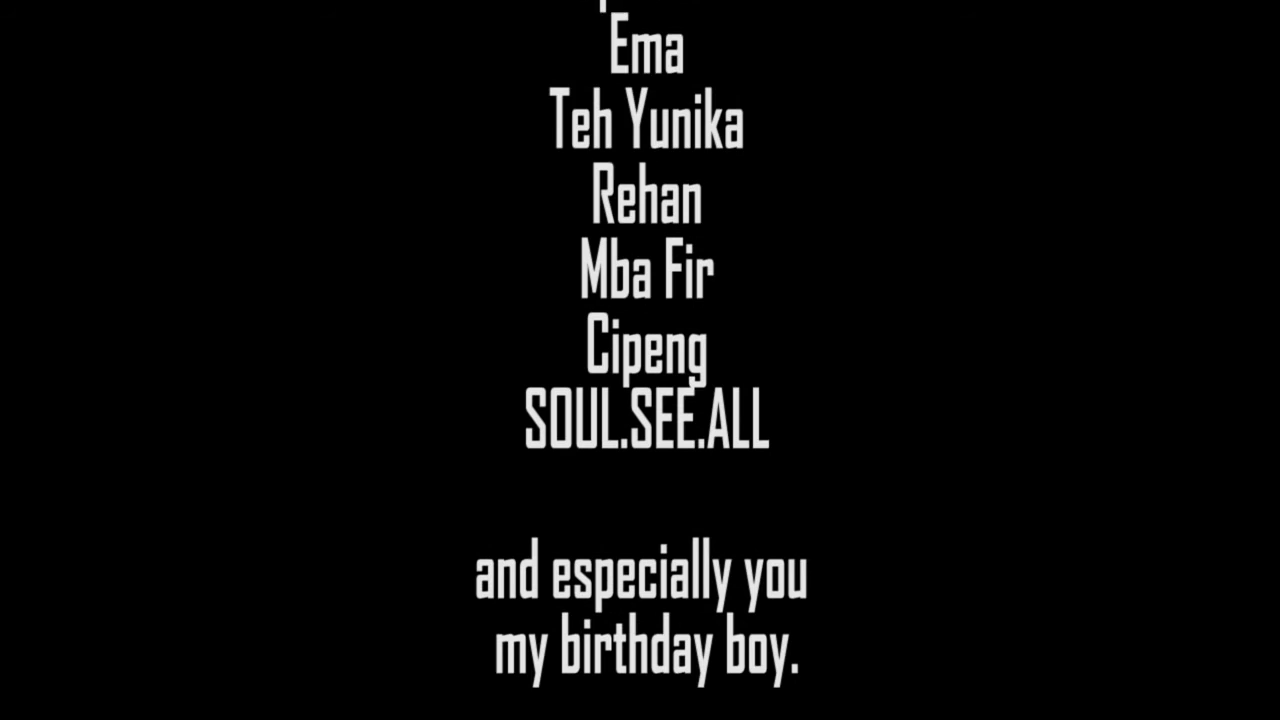 Ema
Teh Yunika
Rehan
Mba Fir
Cipeng
SOUL.SEE.ALL
and especially you
my birthday boy.